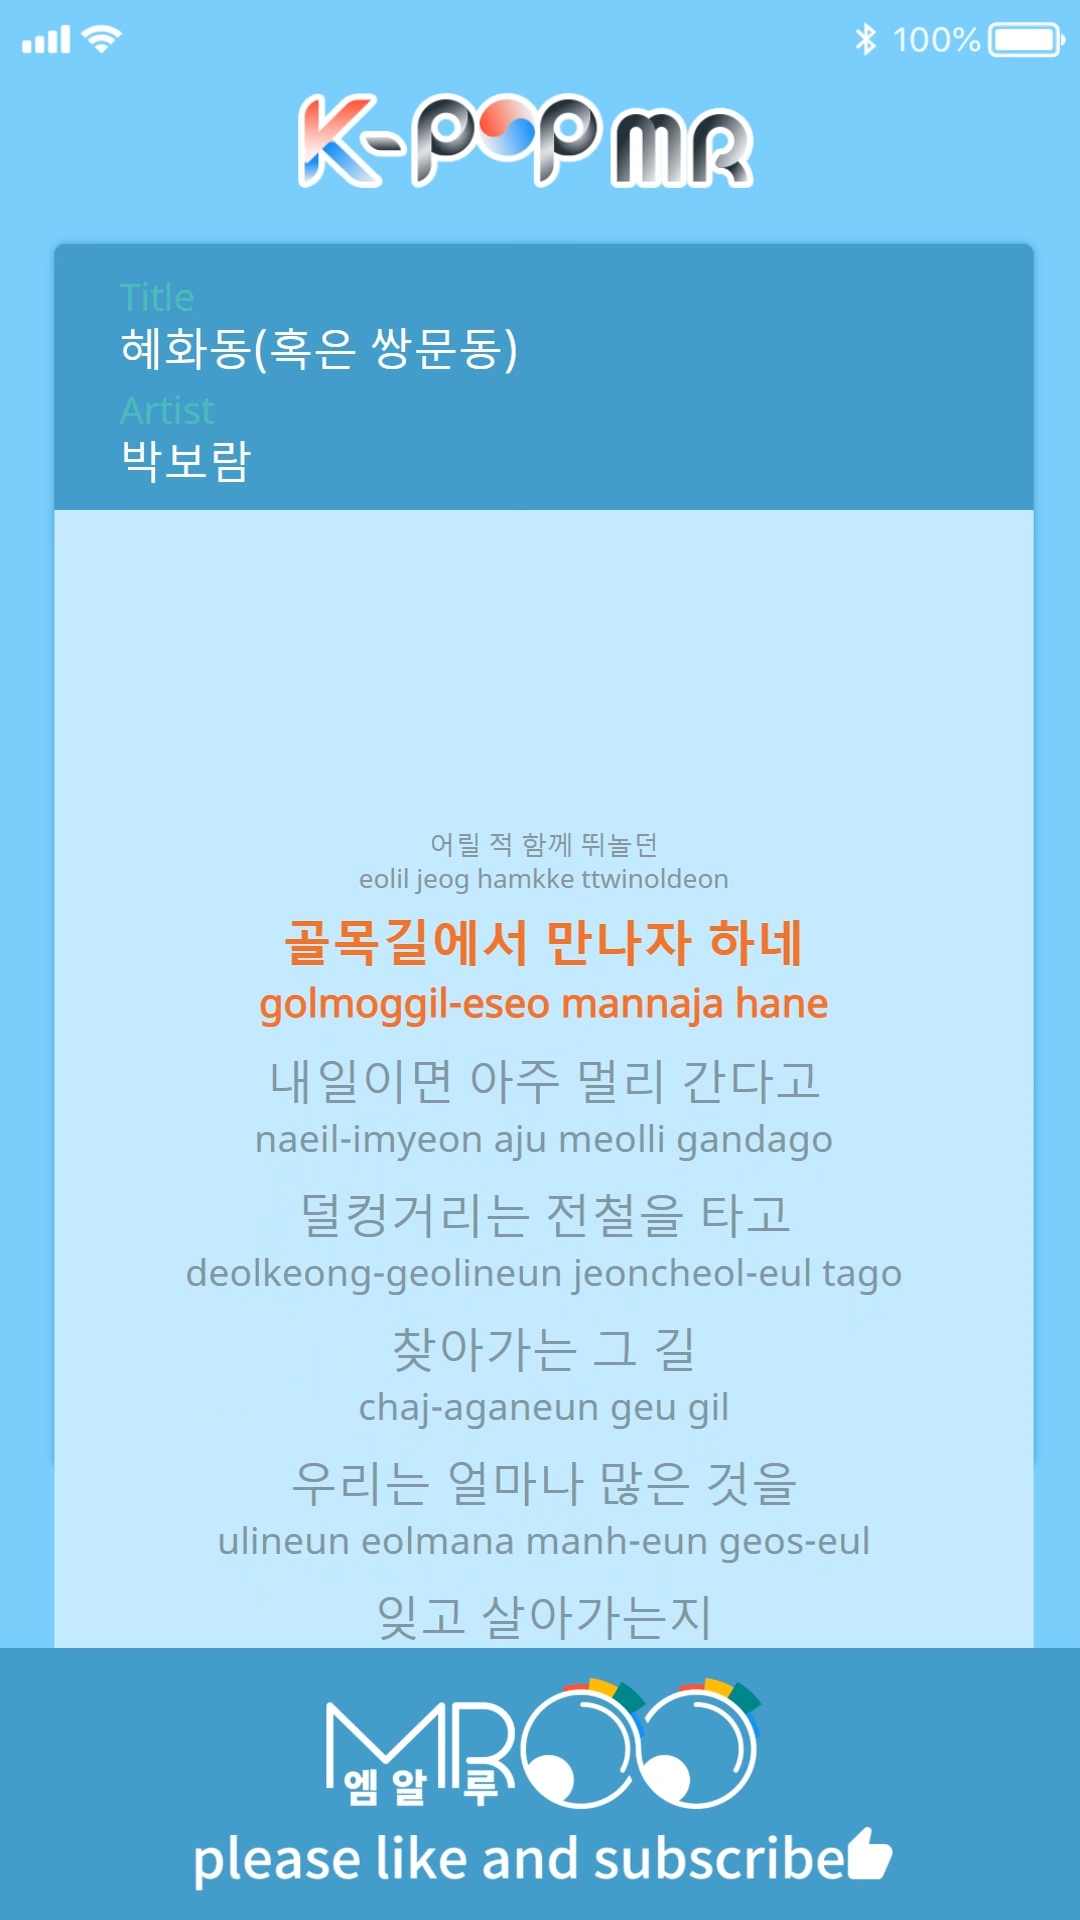 100%
K-POP MR
Title
혜화동(혹은 쌍문동)
Artist
박보람
어릴 적 함께 뛰놀던
eolil jeog hamkke ttwinoldeon
골목길에서 만나자 하네
golmoggil-eseo mannaja hane
내일이면 아주 멀리 간다고
naeil-imyeon aju meolli gandago
덜컹거리는 전철을 타고
deolkeong-geolineun jeoncheol-eul tago
찾아가는 그 길
chaj-aganeun geu gil
우리는 얼마나 많은 것을
ulineun eolmana manh-eun geos-eul
잊고 살아가는지
MROO
엠알루
please like and subscribe